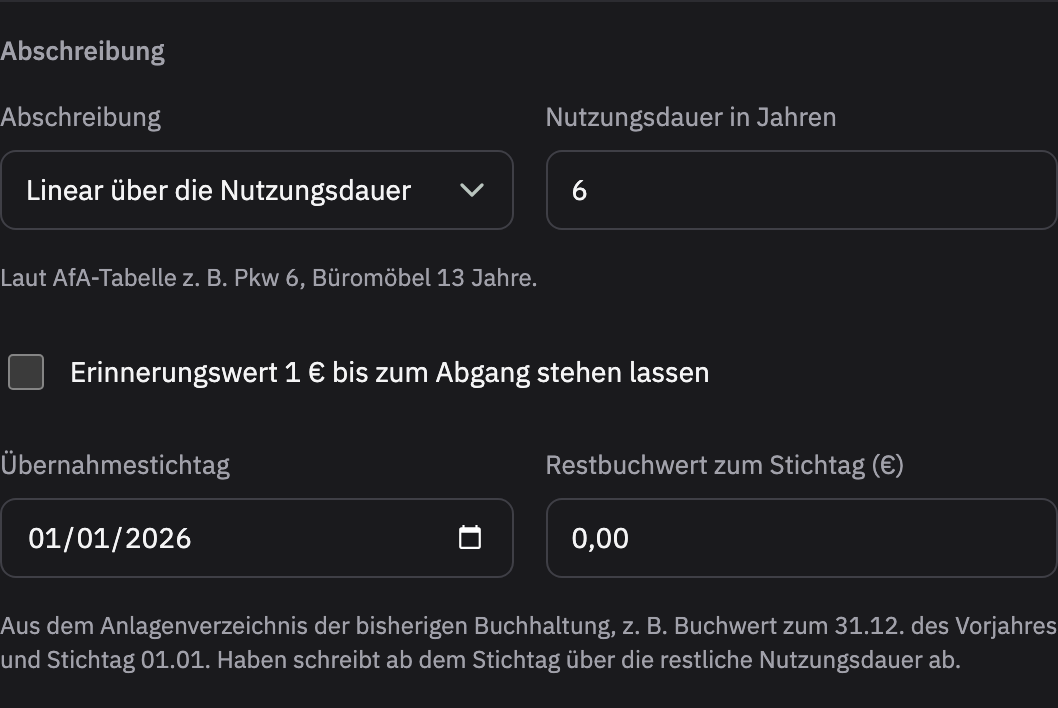 Abschreibung
Abschreibung
Nutzungsdauer in Jahren
Linear über die Nutzungsdauer
6
Laut AfA-Tabelle z. B. Pkw 6, Büromöbel 13 Jahre.
Erinnerungswert 1 € bis zum Abgang stehen lassen
Übernahmestichtag
Restbuchwert zum Stichtag (€)
01/01/2026
0,00
Aus dem Anlagenverzeichnis der bisherigen Buchhaltung, z. B. Buchwert zum 31.12. des Vorjahres
und Stichtag 01.01. Haben schreibt ab dem Stichtag über die restliche Nutzungsdauer ab.